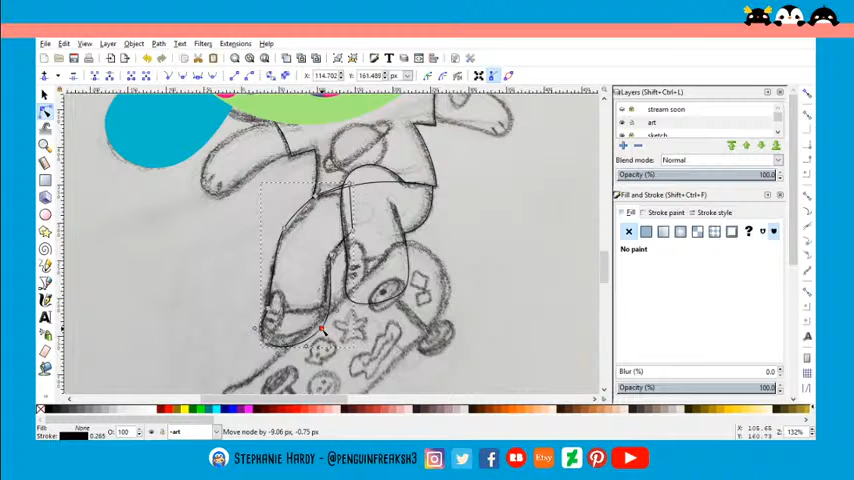 File Edit View Layer Object Path Text Filters Extensions Help
X: 114.702 Y: 161.489 px
Layers (Shift+Ctrl+L)
stream soon
art
sketch
Blend mode: Normal
Opacity (%) 100.0
Fill and Stroke (Shift+Ctrl+F)
Fill Stroke paint Stroke style
No paint
Blur (%) 0.0
Opacity (%) 100.0
Fill: None
Stroke: 0.265
O: 100
art
Move node by -9.06 px, -0.75 px
X: 105.65
Y: 160.73
Z: 132%
Stephanie Hardy - @penguinfreaksh3
Etsy